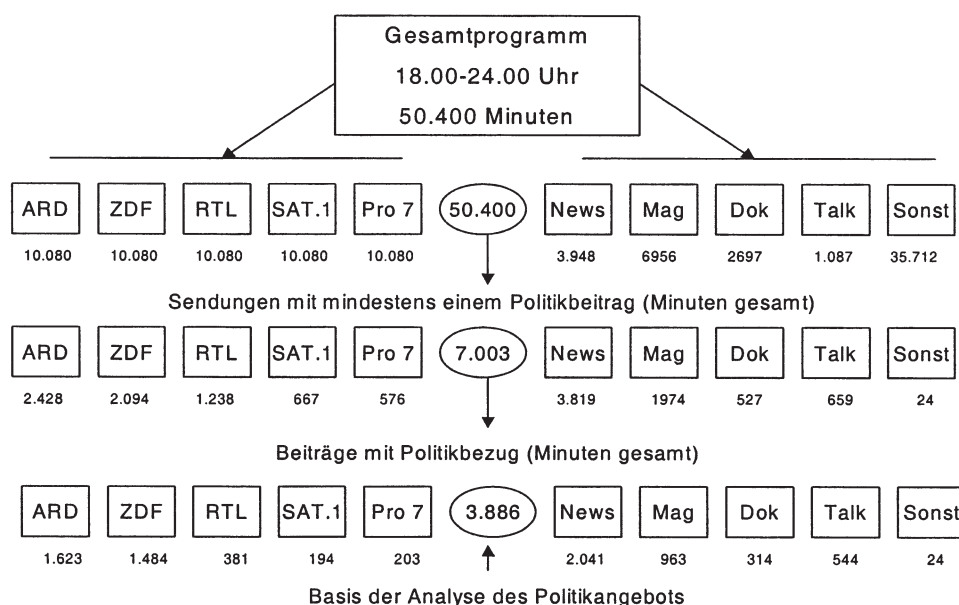 Gesamtprogramm
18.00-24.00 Uhr
50.400 Minuten
ARD ZDF RTL SAT.1 Pro 7 50.400 News Mag Dok Talk Sonst
10.080 10.080 10.080 10.080 10.080 3.948 6956 2697 1.087 35.712
Sendungen mit mindestens einem Politikbeitrag (Minuten gesamt)
ARD ZDF RTL SAT.1 Pro 7 7.003 News Mag Dok Talk Sonst
2.428 2.094 1.238 667 576 3.819 1974 527 659 24
Beiträge mit Politikbezug (Minuten gesamt)
ARD ZDF RTL SAT.1 Pro 7 3.886 News Mag Dok Talk Sonst
1.623 1.484 381 194 203 2.041 963 314 544 24
Basis der Analyse des Politikangebots